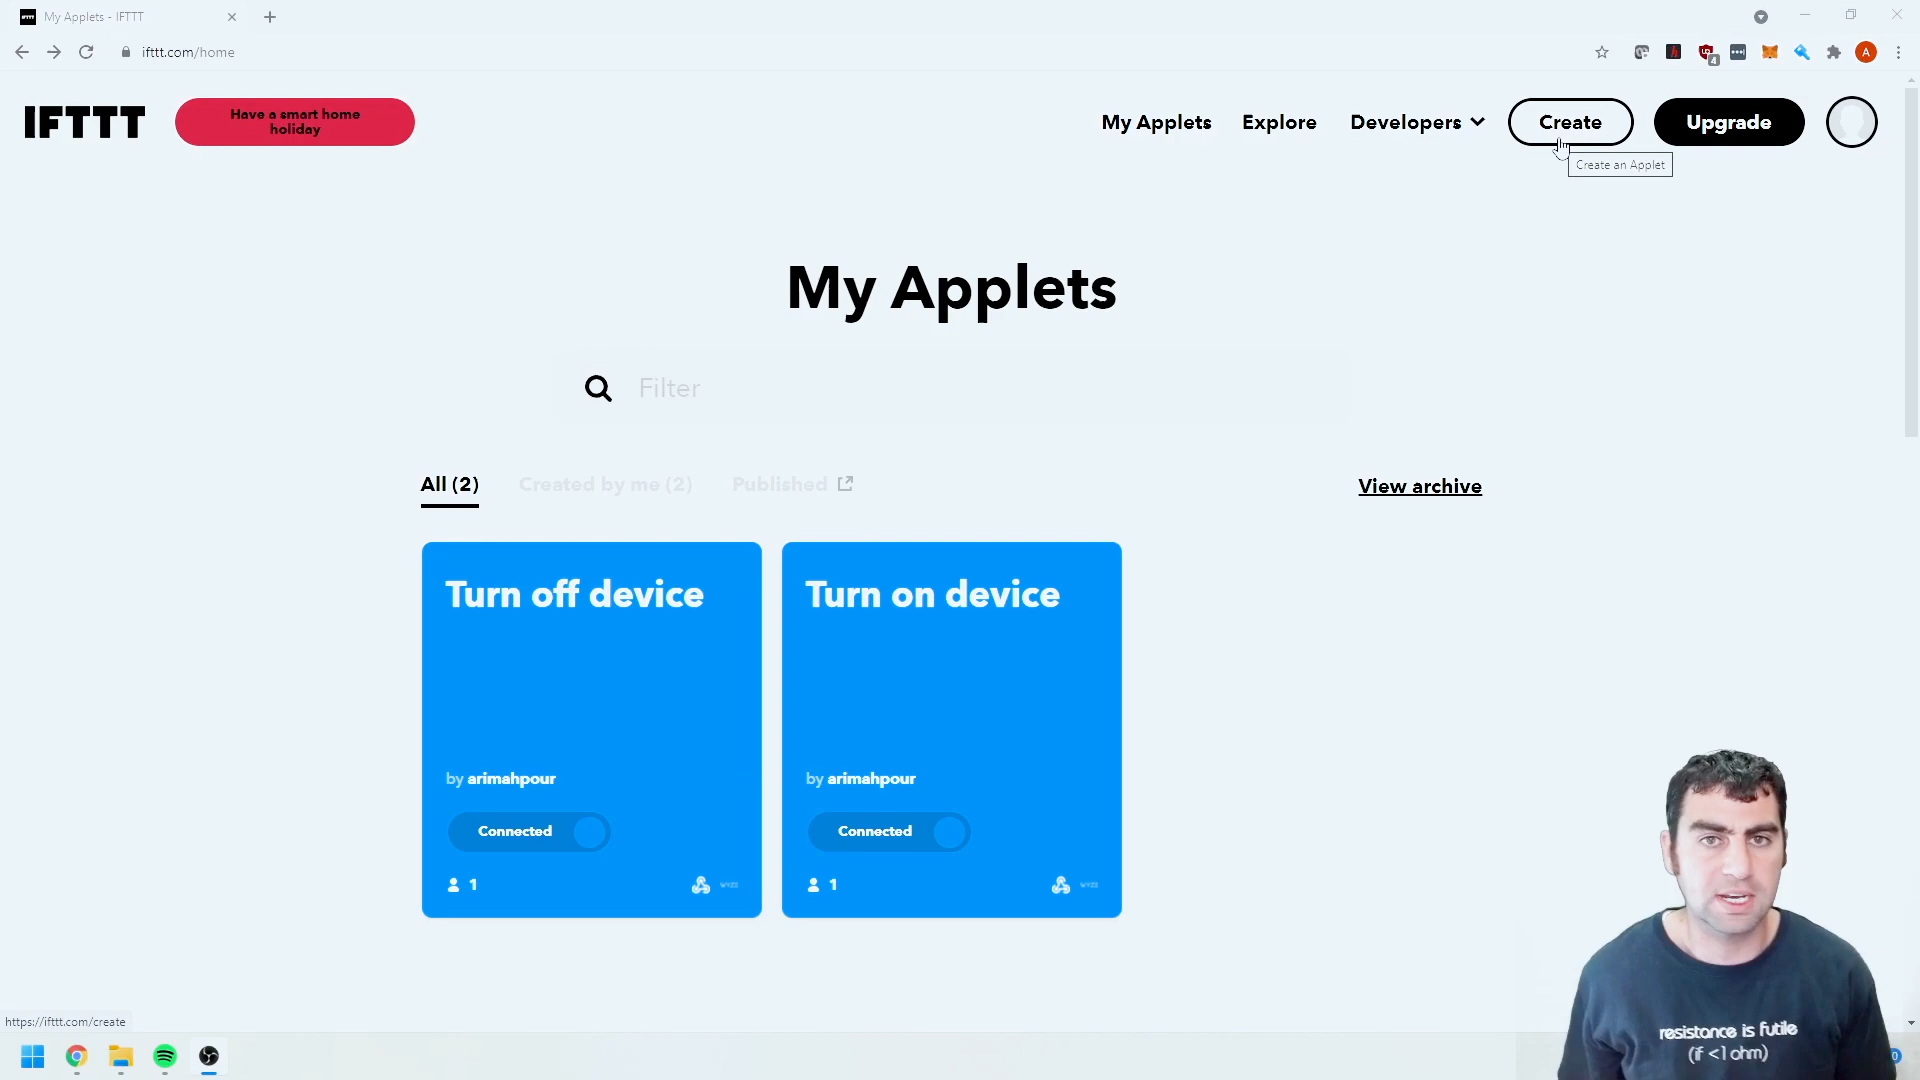 My Applets - IFTTT
ifttt.com/home
4
A
IFTTT
Have a smart home
holiday
My Applets
Explore
Developers
Create
Upgrade
Create an Applet
My Applets
Filter
All (2)
Created by me (2)
Published
View archive
Turn off device
by arimahpour
Connected
1
Turn on device
by arimahpour
Connected
1
https://ifttt.com/create
resistance is futile
(if <1 ohm)